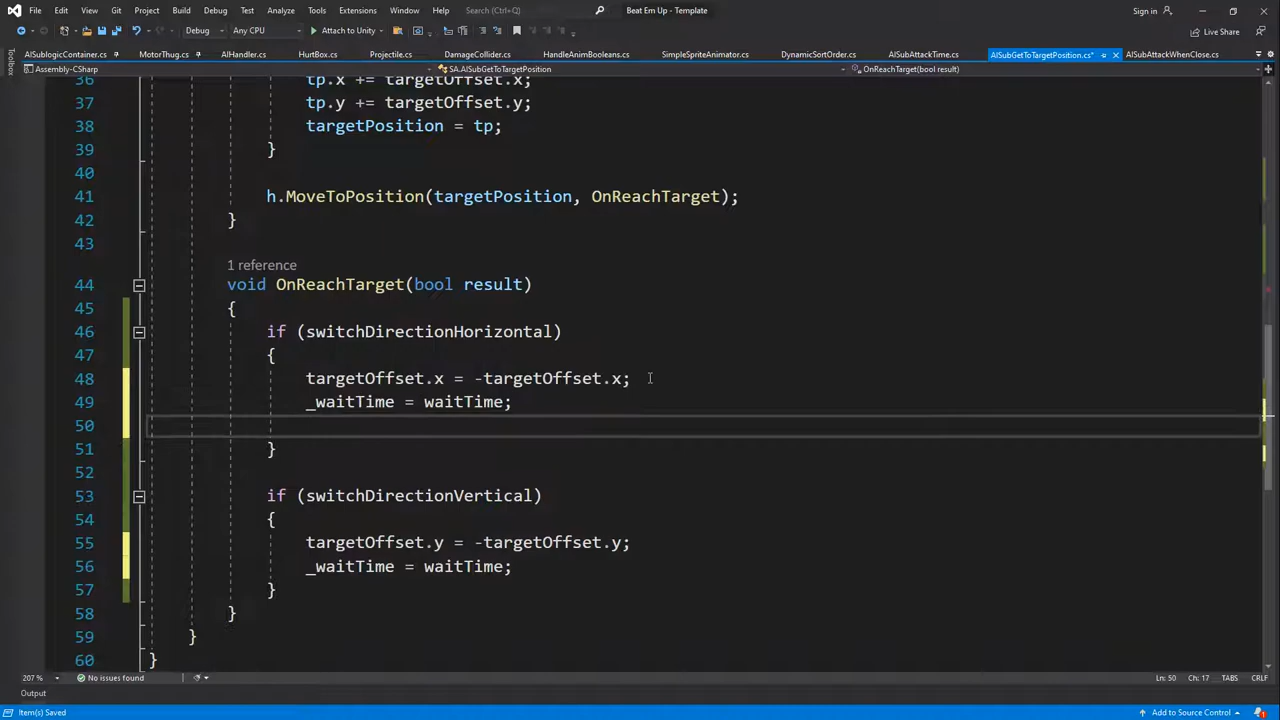 File Edit View Git Project Build Debug Test Analyze Tools Extensions Window Help Search (Ctrl+Q) Beat Em Up - Template Sign in
Debug Any CPU Attach to Unity Live Share
AISublogicContainer.cs MotorThug.cs AIHandler.cs HurtBox.cs Projectile.cs DamageCollider.cs HandleAnimBooleans.cs SimpleSpriteAnimator.cs DynamicSortOrder.cs AISubAttackTime.cs AISubGetToTargetPosition.cs* AISubAttackWhenClose.cs
Toolbox
Assembly-CSharp SA.AISubGetToTargetPosition OnReachTarget(bool result)
36 tp.x += targetOffset.x;
37 tp.y += targetOffset.y;
38 targetPosition = tp;
39 }
40
41 h.MoveToPosition(targetPosition, OnReachTarget);
42 }
43
1 reference
44 void OnReachTarget(bool result)
45 {
46 if (switchDirectionHorizontal)
47 {
48 targetOffset.x = -targetOffset.x;
49 _waitTime = waitTime;
50
51 }
52
53 if (switchDirectionVertical)
54 {
55 targetOffset.y = -targetOffset.y;
56 _waitTime = waitTime;
57 }
58 }
59 }
60 }
207 % No issues found Ln: 50 Ch: 17 TABS CRLF
Output
Item(s) Saved Add to Source Control 1